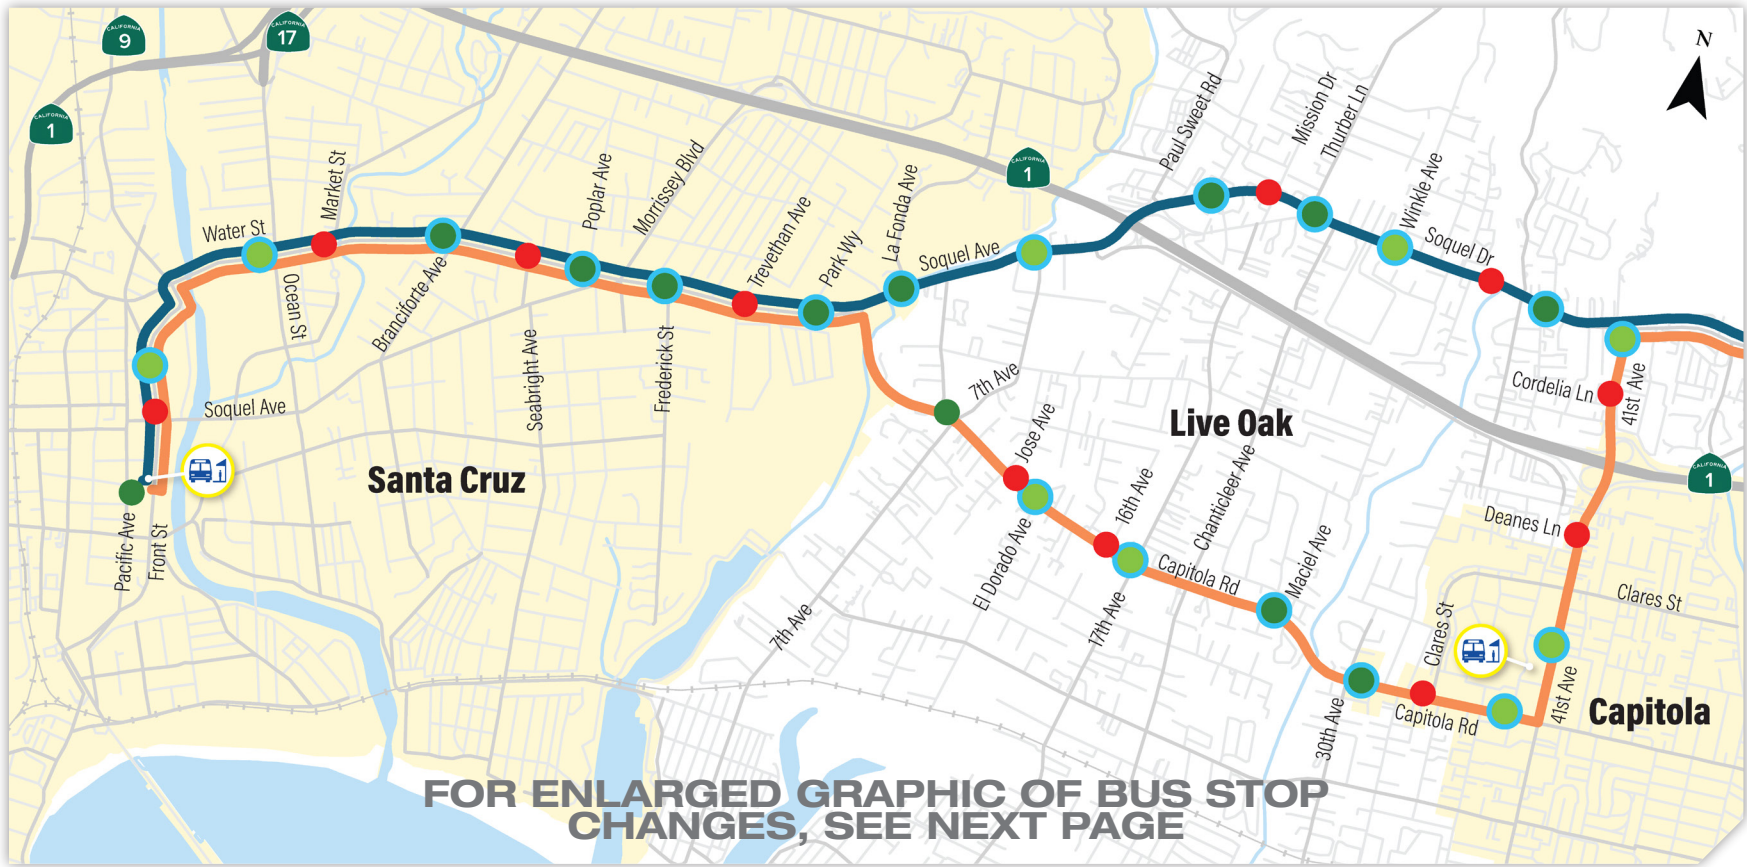 CALIFORNIA
9
CALIFORNIA
17
CALIFORNIA
1
N
Paul Sweet Rd
Mission Dr
Thurber Ln
CALIFORNIA
1
Market St
Poplar Ave
Morrissey Blvd
La Fonda Ave
Winkle Ave
Water St
Trevethan Ave
Park Wy
Soquel Ave
Soquel Dr
Ocean St
Branciforte Ave
Seabright Ave
Frederick St
7th Ave
Cordelia Ln
41st Ave
Soquel Ave
Jose Ave
Live Oak
Santa Cruz
16th Ave
Chanticleer Ave
CALIFORNIA
1
Pacific Ave
Front St
El Dorado Ave
Deanes Ln
Capitola Rd
Maciel Ave
Clares St
7th Ave
17th Ave
Clares St
41st Ave
Capitola
30th Ave
Capitola Rd
FOR ENLARGED GRAPHIC OF BUS STOP
CHANGES, SEE NEXT PAGE